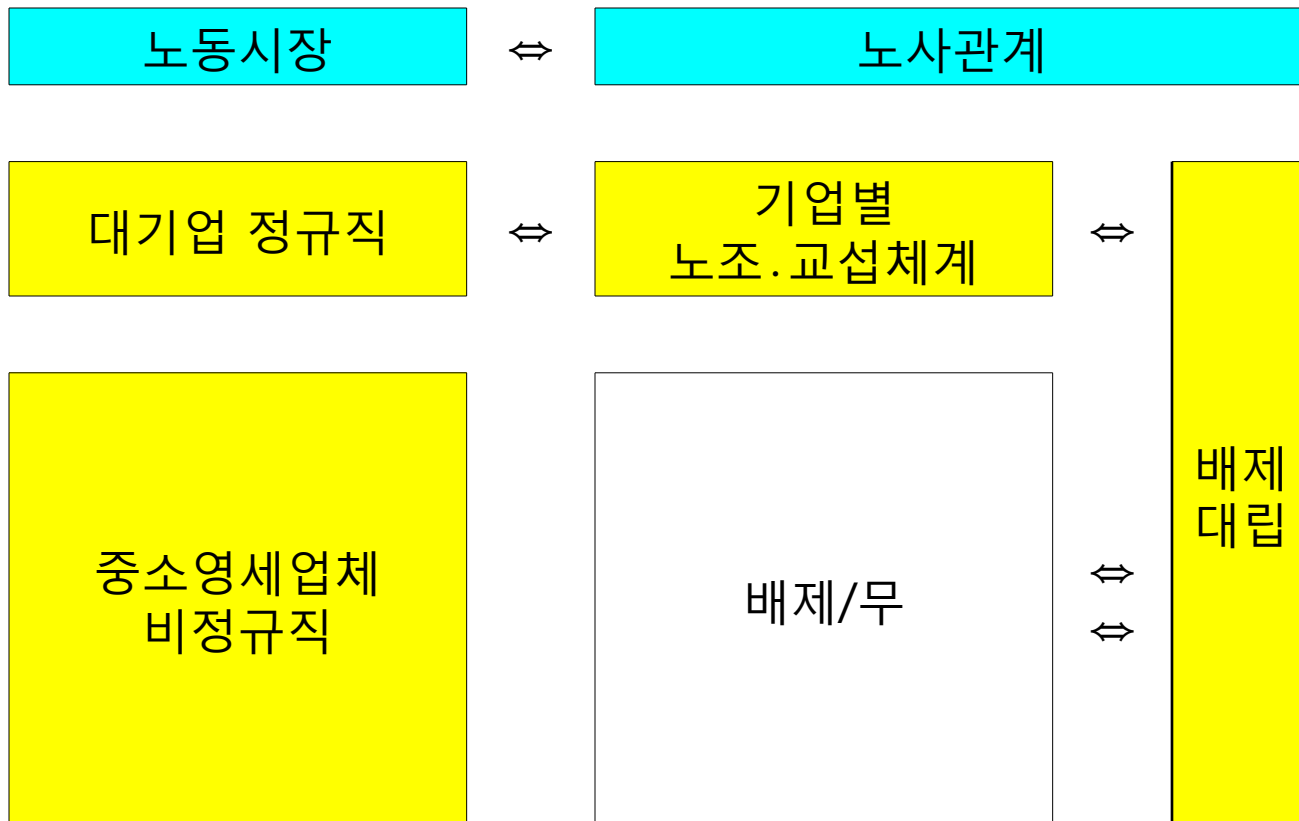 노동시장 ⇔ 노사관계
대기업 정규직 ⇔ 기업별
노조.교섭체계 ⇔
배제
대립
중소영세업체
비정규직
배제/무
⇔
⇔